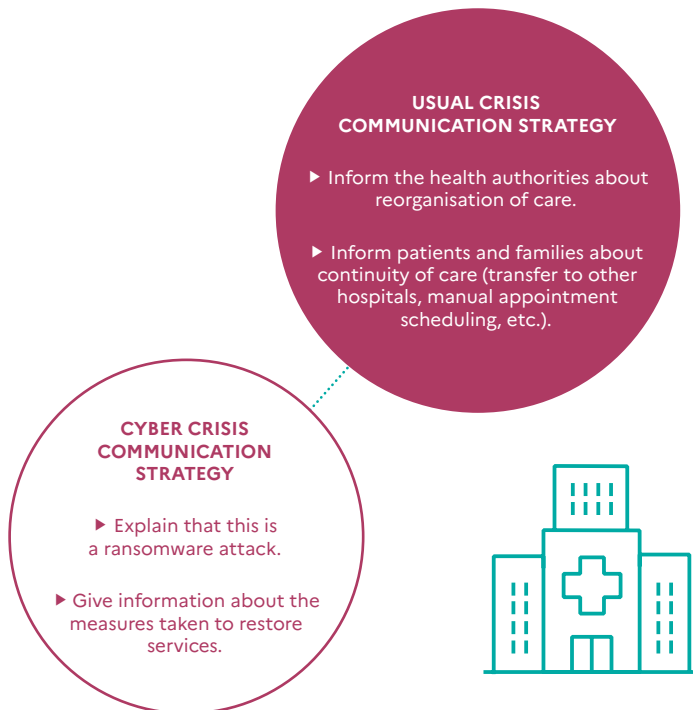 USUAL CRISIS
COMMUNICATION STRATEGY
▶ Inform the health authorities about
reorganisation of care.
▶ Inform patients and families about
continuity of care (transfer to other
hospitals, manual appointment
scheduling, etc.).
CYBER CRISIS
COMMUNICATION
STRATEGY
▶ Explain that this is
a ransomware attack.
▶ Give information about the
measures taken to restore
services.